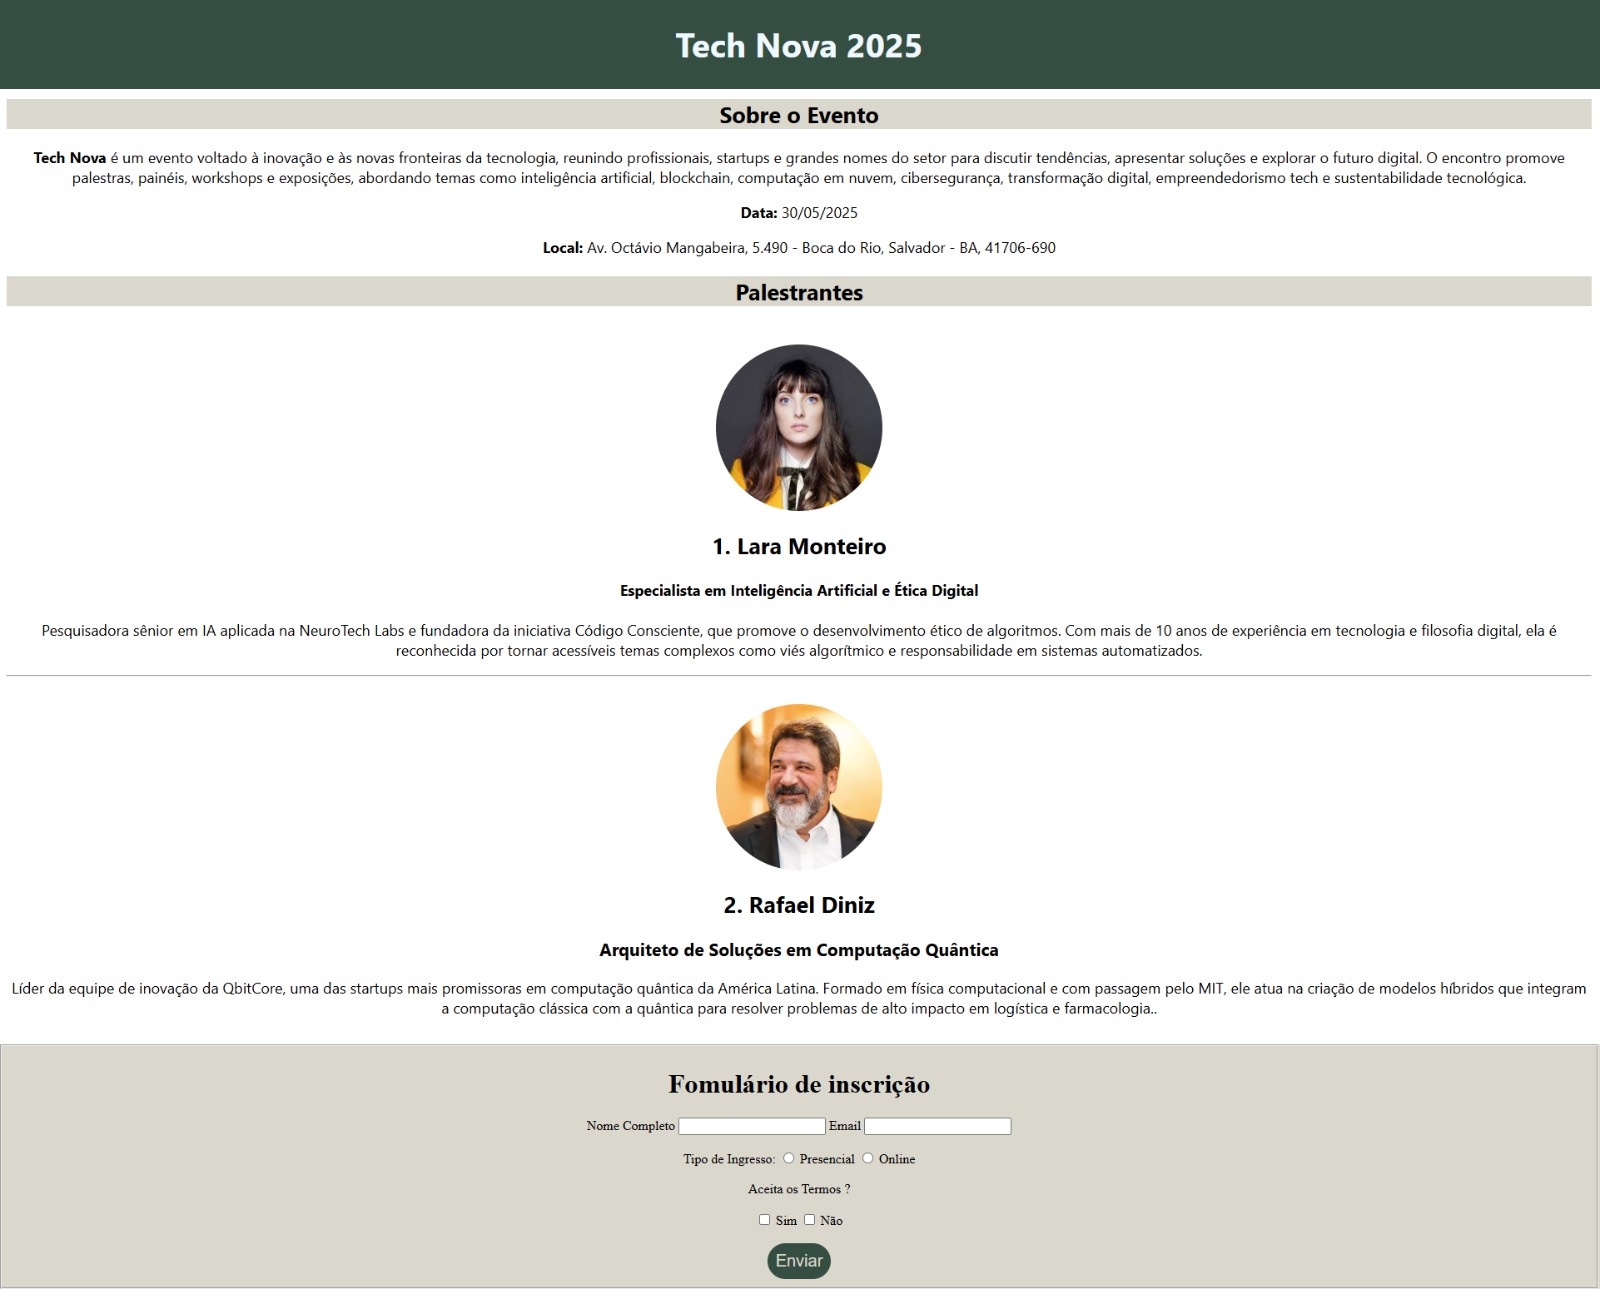 Tech Nova 2025
Sobre o Evento
Tech Nova é um evento voltado à inovação e às novas fronteiras da tecnologia, reunindo profissionais, startups e grandes nomes do setor para discutir tendências, apresentar soluções e explorar o futuro digital. O encontro promove
palestras, painéis, workshops e exposições, abordando temas como inteligência artificial, blockchain, computação em nuvem, cibersegurança, transformação digital, empreendedorismo tech e sustentabilidade tecnológica.
Data: 30/05/2025
Local: Av. Octávio Mangabeira, 5.490 - Boca do Rio, Salvador - BA, 41706-690
Palestrantes
1. Lara Monteiro
Especialista em Inteligência Artificial e Ética Digital
Pesquisadora sênior em IA aplicada na NeuroTech Labs e fundadora da iniciativa Código Consciente, que promove o desenvolvimento ético de algoritmos. Com mais de 10 anos de experiência em tecnologia e filosofia digital, ela é
reconhecida por tornar acessíveis temas complexos como viés algorítmico e responsabilidade em sistemas automatizados.
2. Rafael Diniz
Arquiteto de Soluções em Computação Quântica
Líder da equipe de inovação da QbitCore, uma das startups mais promissoras em computação quântica da América Latina. Formado em física computacional e com passagem pelo MIT, ele atua na criação de modelos híbridos que integram
a computação clássica com a quântica para resolver problemas de alto impacto em logística e farmacologia..
Fomulário de inscrição
Nome Completo Email
Tipo de Ingresso: Presencial Online
Aceita os Termos ?
Sim Não
Enviar